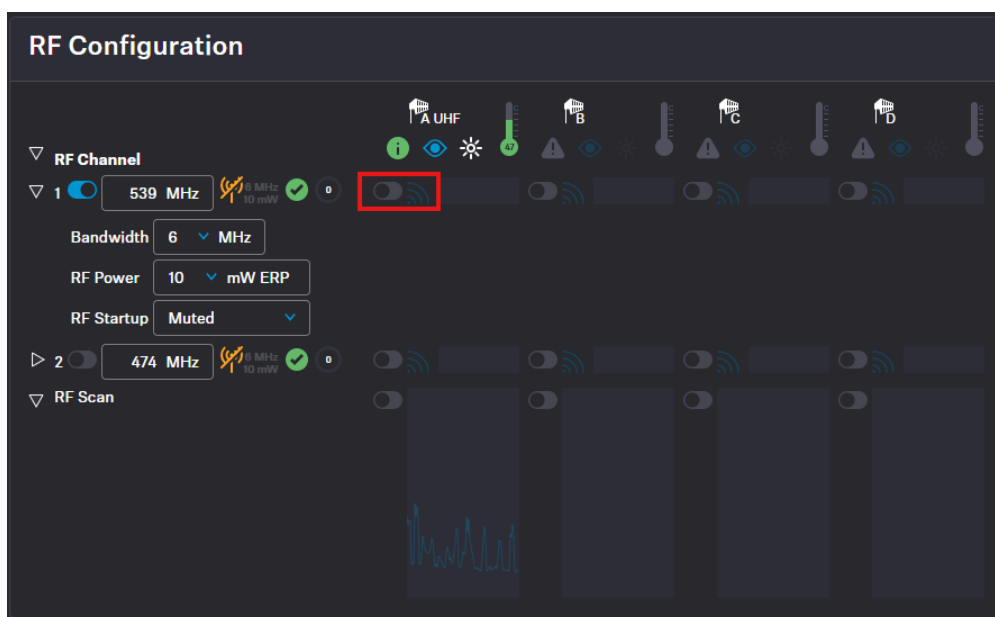 RF Configuration
A UHF B C D
C C C C
i 47
RF Channel
1 539 MHz 6 MHz 10 mW 0
Bandwidth 6 MHz
RF Power 10 mW ERP
RF Startup Muted
2 474 MHz 6 MHz 10 mW 0
RF Scan